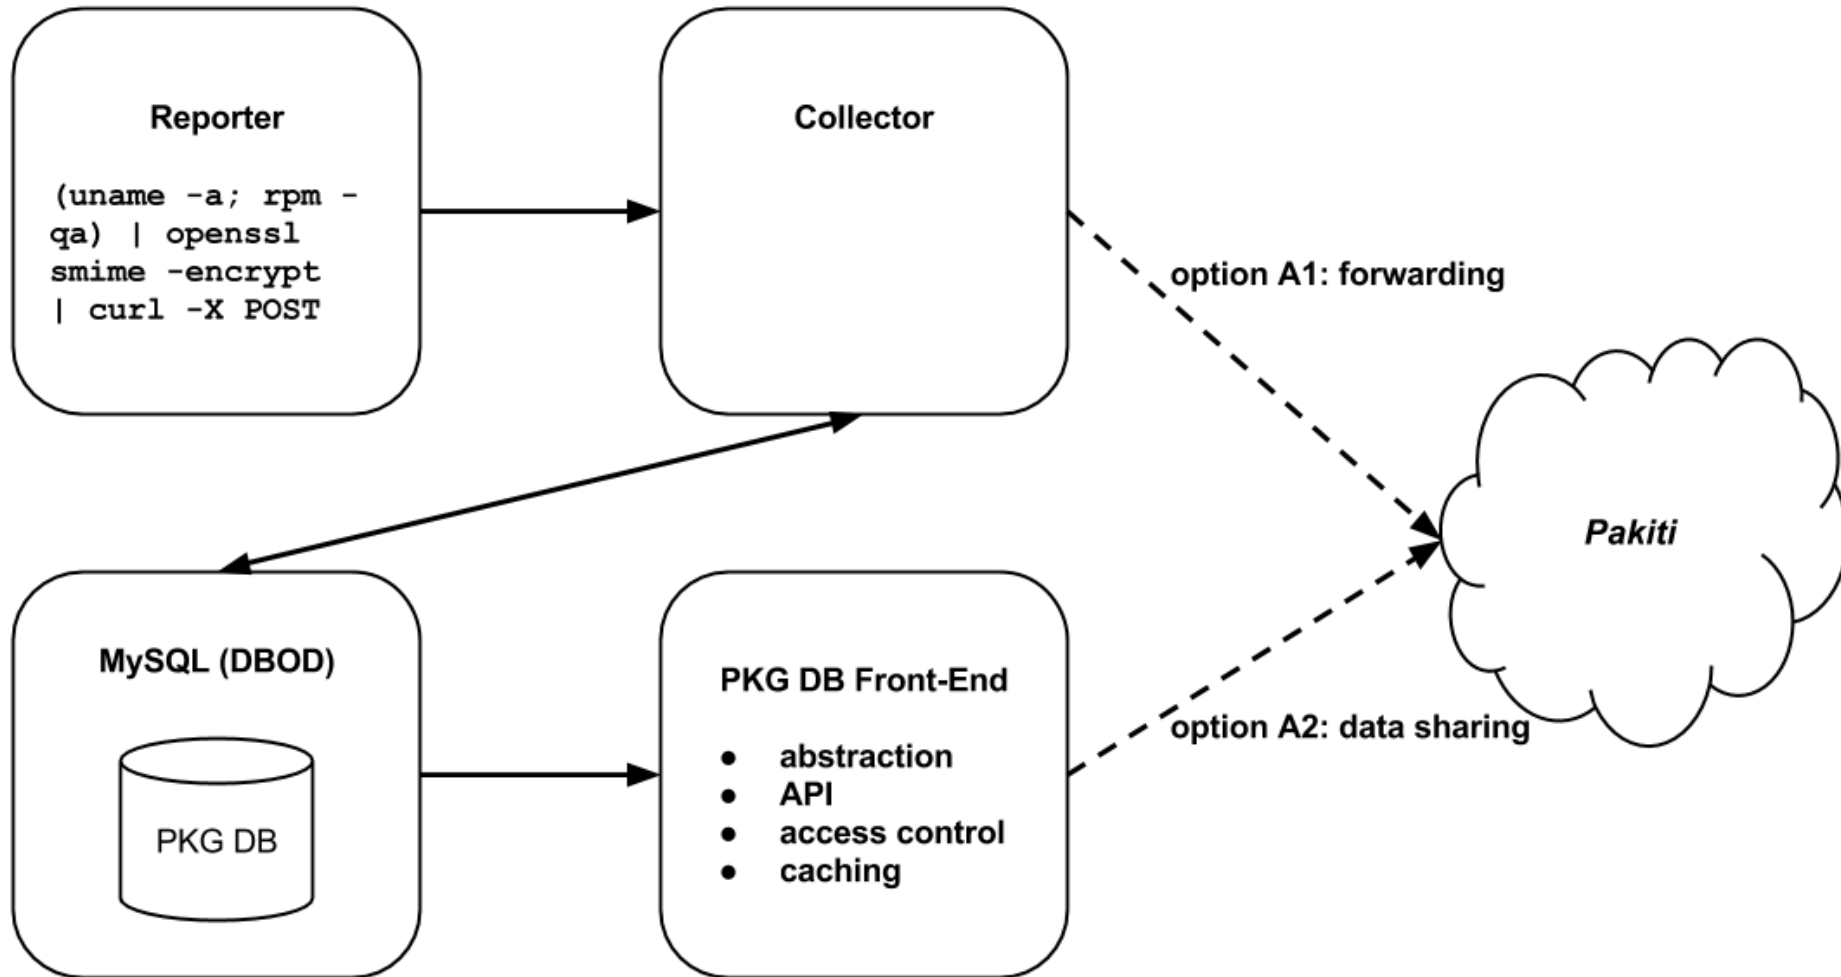 Reporter
(uname -a; rpm -
qa) | openssl
smime -encrypt
| curl -X POST
Collector
option A1: forwarding
Pakiti
MySQL (DBOD)
PKG DB
PKG DB Front-End
● abstraction
● API
● access control
● caching
option A2: data sharing